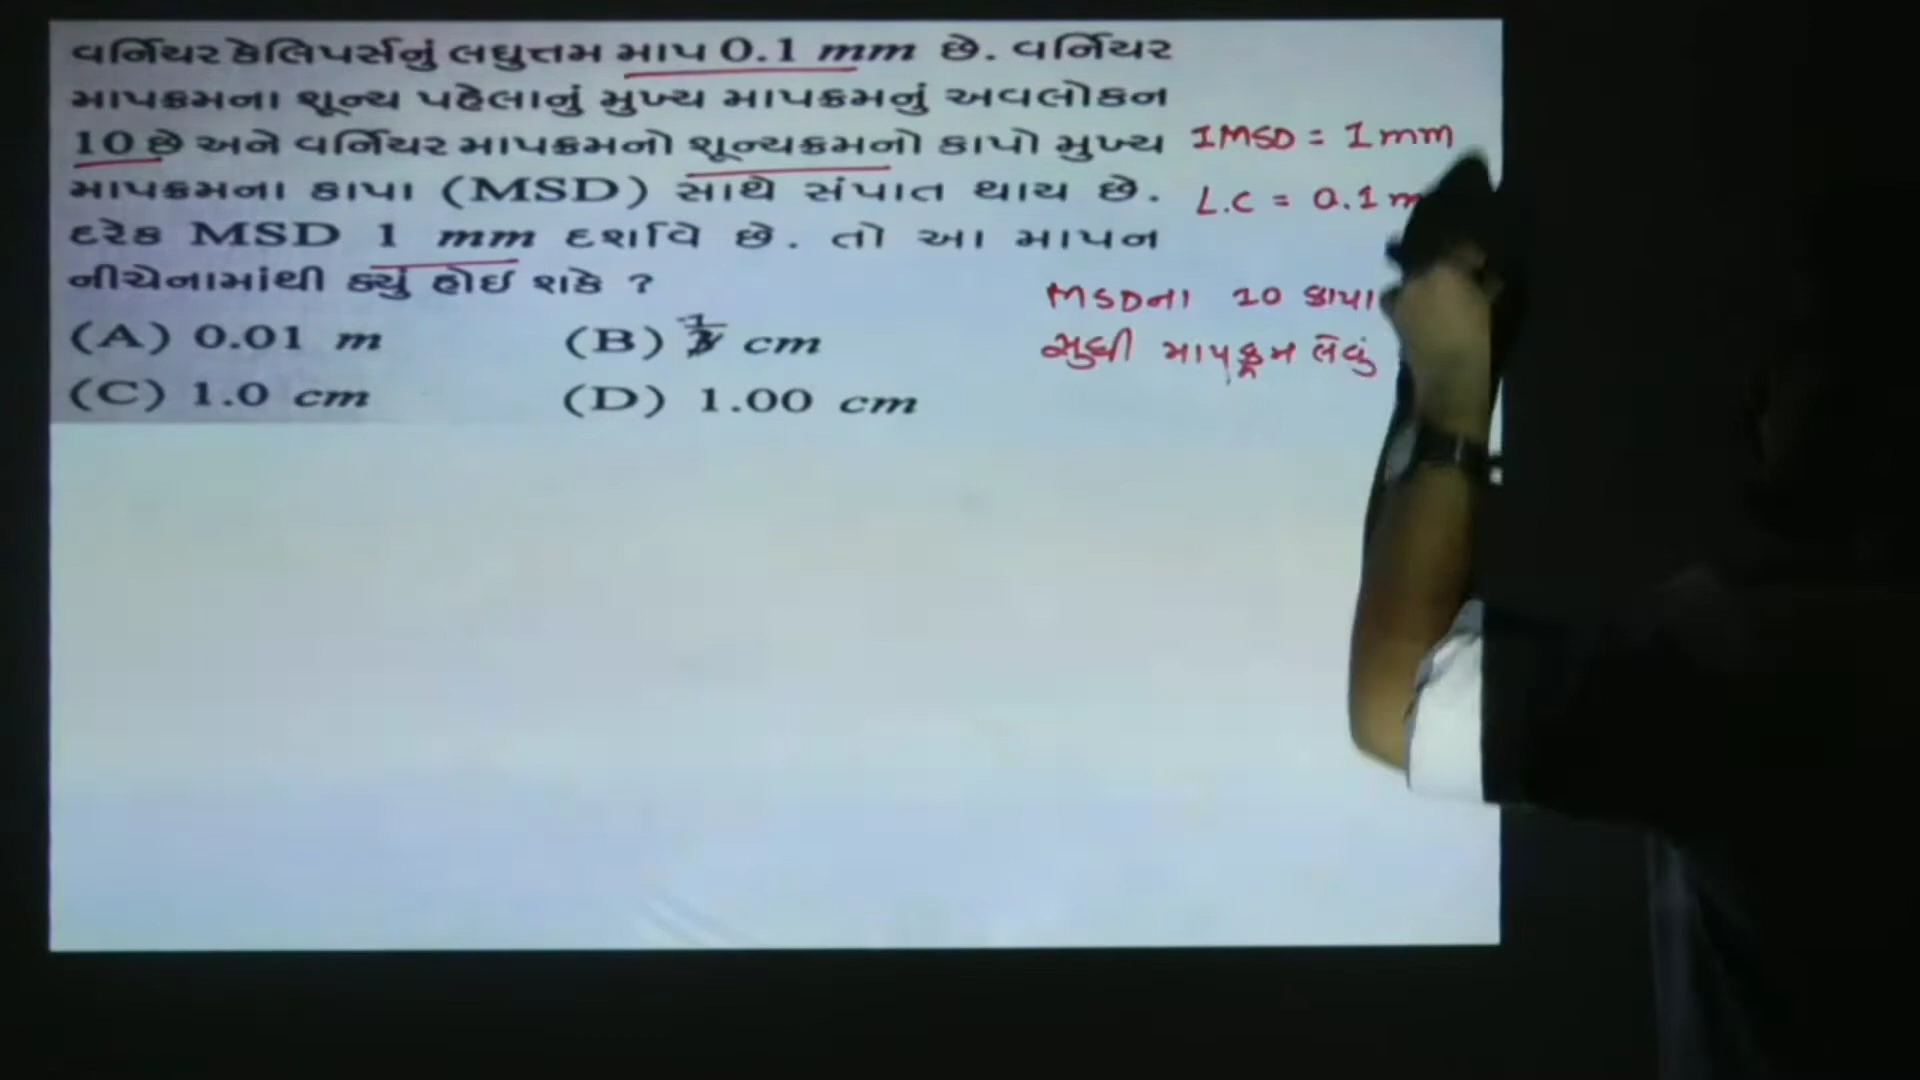 વર્નિયર કેલિપર્સનું લઘુત્તમ માપ 0.1 mm છે. વર્નિયર
માપક્રમના શૂન્ય પહેલાનું મુખ્ય માપક્રમનું અવલોકન
10 છે અને વર્નિયર માપક્રમનો શૂન્યક્રમનો કાપો મુખ્ય
માપક્રમના કાપા (MSD) સાથે સંપાત થાય છે.
દરેક MSD 1 mm દર્શાવે છે. તો આ માપન
નીચેનામાંથી ક્યું હોઈ શકે ?
(A) 0.01 m (B) 1 cm
(C) 1.0 cm (D) 1.00 cm
1MSD = 1mm
L.C = 0.1
MSDના 10 કાપા
સુધી માપક્રમ લેવું